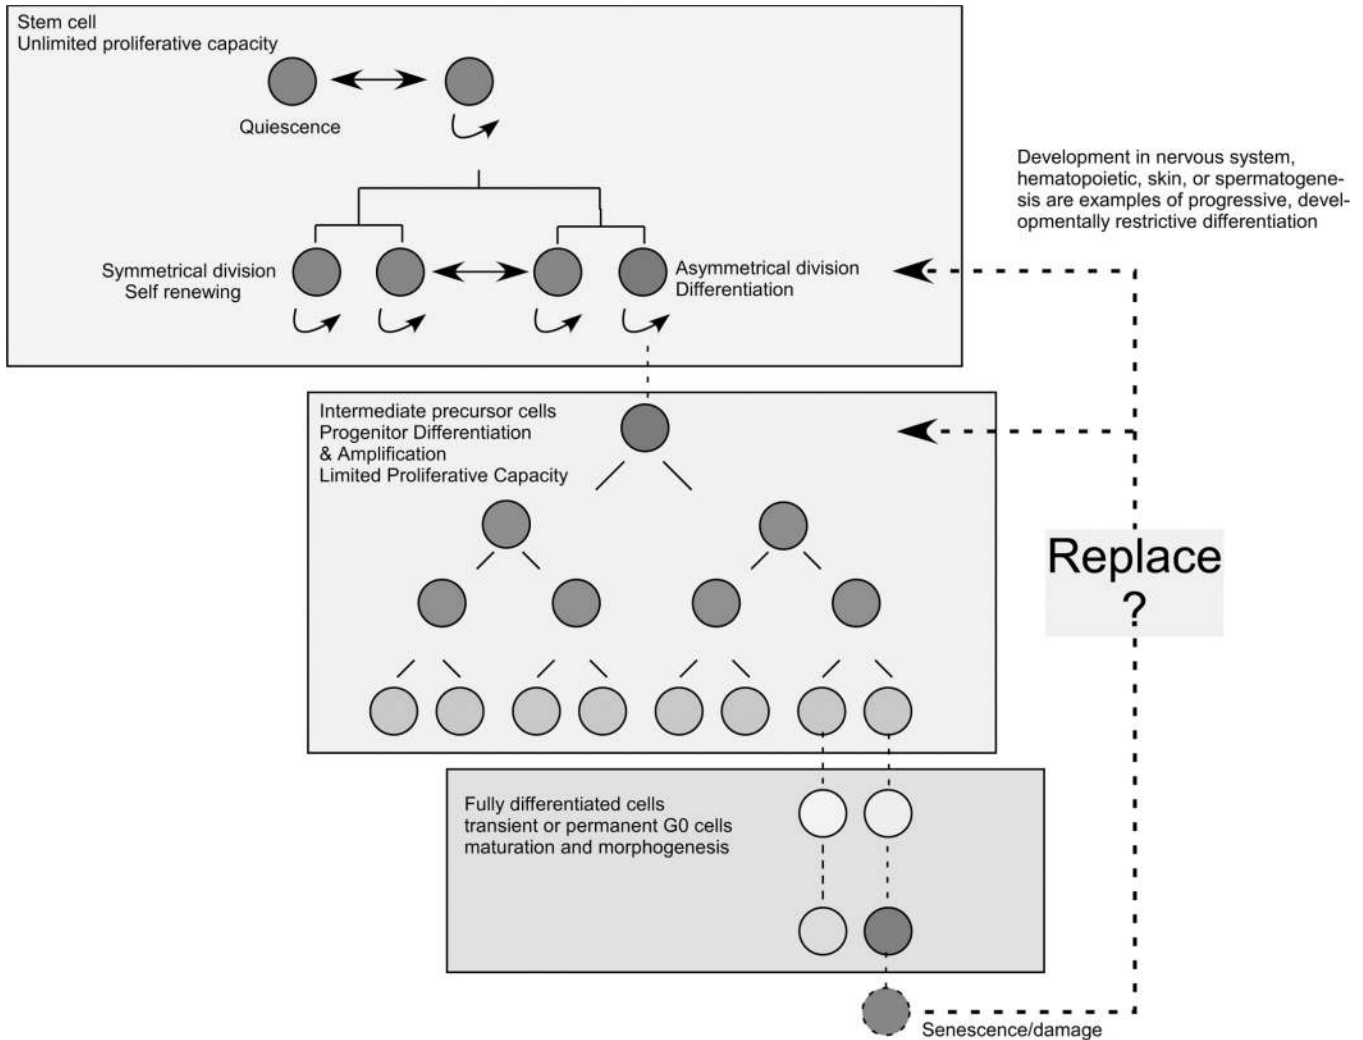 Stem cell
Unlimited proliferative capacity
Quiescence
Development in nervous system,
hematopoietic, skin, or spermatogene-
sis are examples of progressive, devel-
opmentally restrictive differentiation
Symmetrical division
Self renewing
Asymmetrical division
Differentiation
Intermediate precursor cells
Progenitor Differentiation
& Amplification
Limited Proliferative Capacity
Replace
?
Fully differentiated cells
transient or permanent G0 cells
maturation and morphogenesis
Senescence/damage